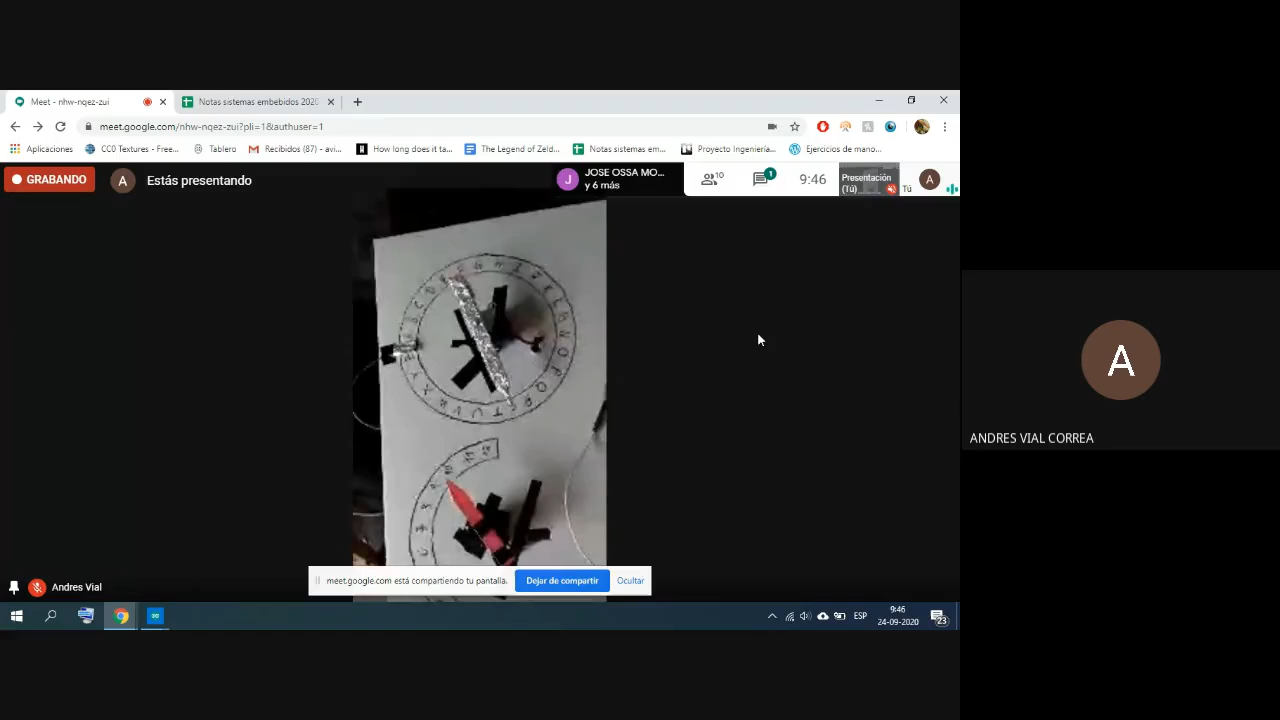 Meet - nhw-nqez-zui
Notas sistemas embebidos 2020
meet.google.com/nhw-nqez-zui?pli=1&authuser=1
Aplicaciones
CC0 Textures - Free...
Tablero
Recibidos (87) - avi...
How long does it ta...
The Legend of Zeld...
Notas sistemas em...
Proyecto Ingeniería...
Ejercicios de mano...
GRABANDO
A
Estás presentando
J
JOSE OSSA MO...
y 6 más
10
1
9:46
Presentación
(Tú)
Tú
A
A
ANDRES VIAL CORREA
meet.google.com está compartiendo tu pantalla.
Dejar de compartir
Ocultar
Andres Vial
ESP
9:46
24-09-2020
23